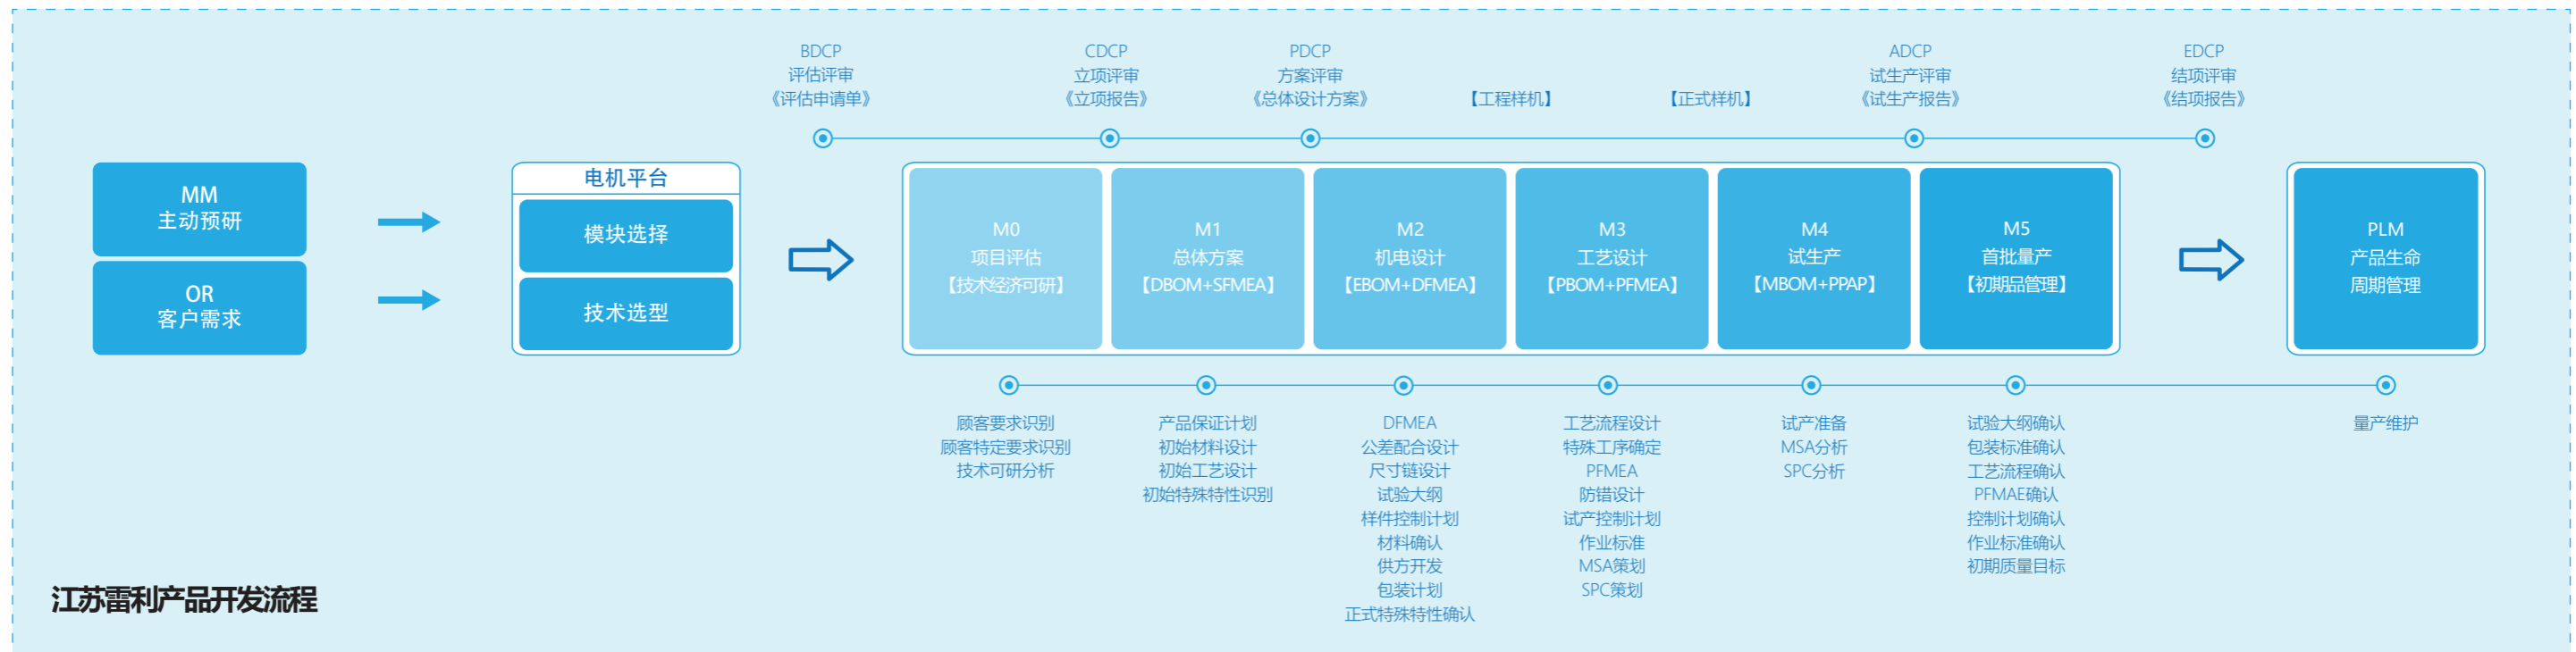 BDCP
评估评审
《评估申请单》
CDCP
立项评审
《立项报告》
PDCP
方案评审
《总体设计方案》
【工程样机】
【正式样机】
ADCP
试生产评审
《试生产报告》
EDCP
结项评审
《结项报告》
MM
主动预研
OR
客户需求
电机平台
模块选择
技术选型
M0
项目评估
【技术经济可研】
M1
总体方案
【DBOM+SFMEA】
M2
机电设计
【EBOM+DFMEA】
M3
工艺设计
【PBOM+PFMEA】
M4
试生产
【MBOM+PPAP】
M5
首批量产
【初期品管理】
PLM
产品生命
周期管理
顾客要求识别
顾客特定要求识别
技术可研分析
产品保证计划
初始材料设计
初始工艺设计
初始特殊特性识别
DFMEA
公差配合设计
尺寸链设计
试验大纲
样件控制计划
材料确认
供方开发
包装计划
正式特殊特性确认
工艺流程设计
特殊工序确定
PFMEA
防错设计
试产控制计划
作业标准
MSA策划
SPC策划
试产准备
MSA分析
SPC分析
试验大纲确认
包装标准确认
工艺流程确认
PFMAE确认
控制计划确认
作业标准确认
初期质量目标
量产维护
江苏雷利产品开发流程